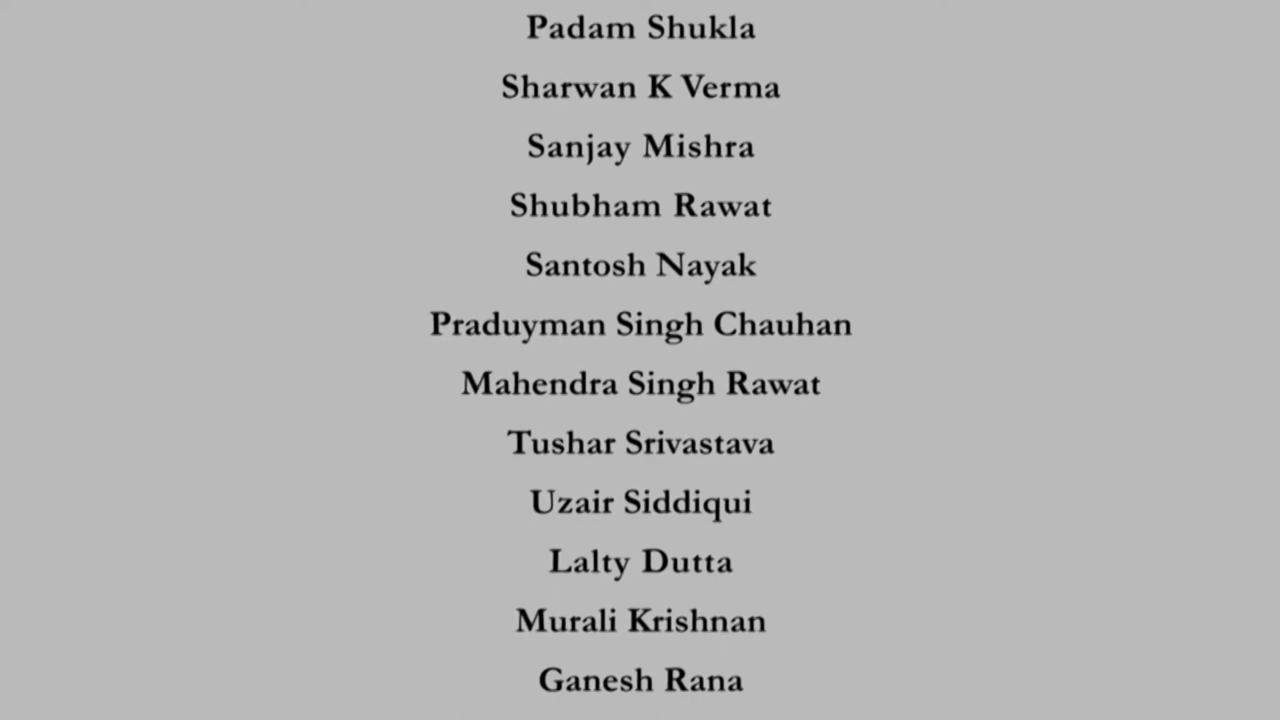 Padam Shukla
Sharwan K Verma
Sanjay Mishra
Shubham Rawat
Santosh Nayak
Praduyman Singh Chauhan
Mahendra Singh Rawat
Tushar Srivastava
Uzair Siddiqui
Lalty Dutta
Murali Krishnan
Ganesh Rana